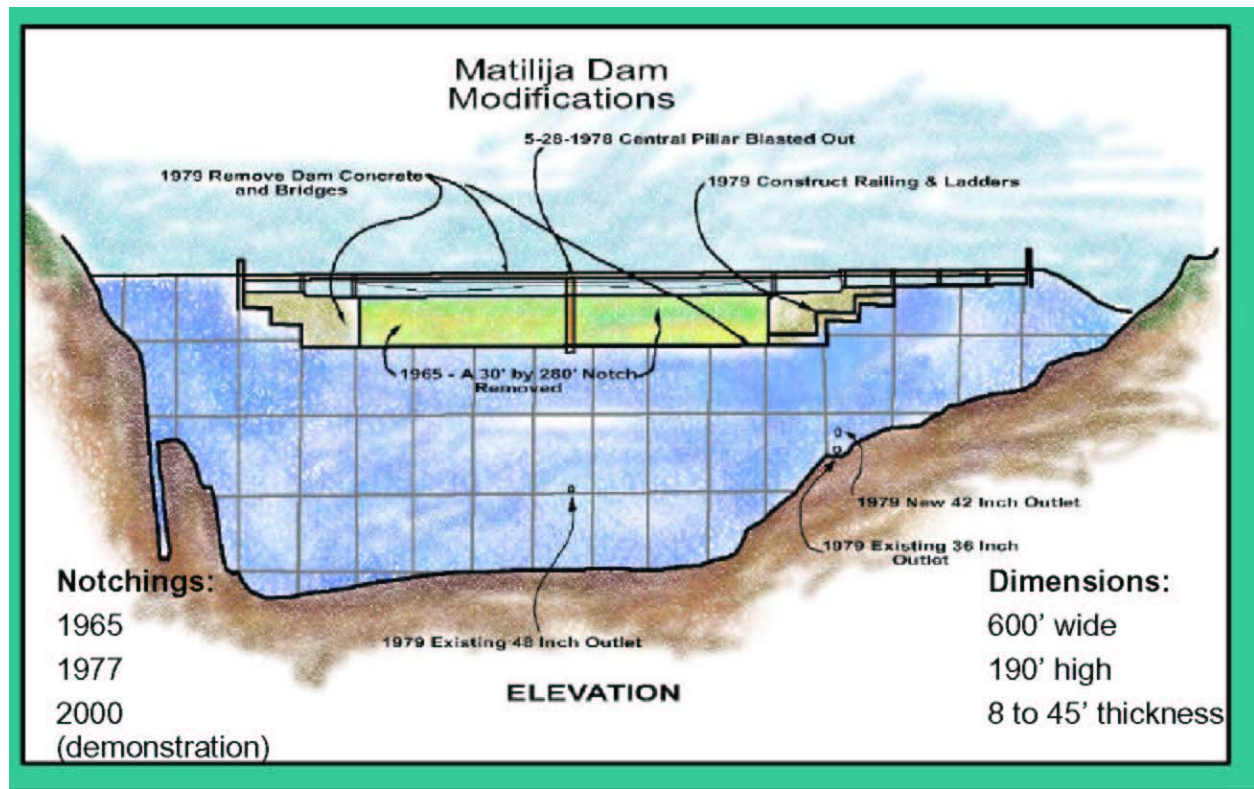 Matilija Dam
Modifications
5-28-1978 Central Pillar Blasted Out
1979 Remove Dam Concrete
and Bridges
1979 Construct Railing & Ladders
1965 - A 30' by 280' Notch
Removed
1979 New 42 Inch Outlet
1979 Existing 36 Inch
Outlet
1979 Existing 48 Inch Outlet
ELEVATION
Notchings:
1965
1977
2000
(demonstration)
Dimensions:
600' wide
190' high
8 to 45' thickness